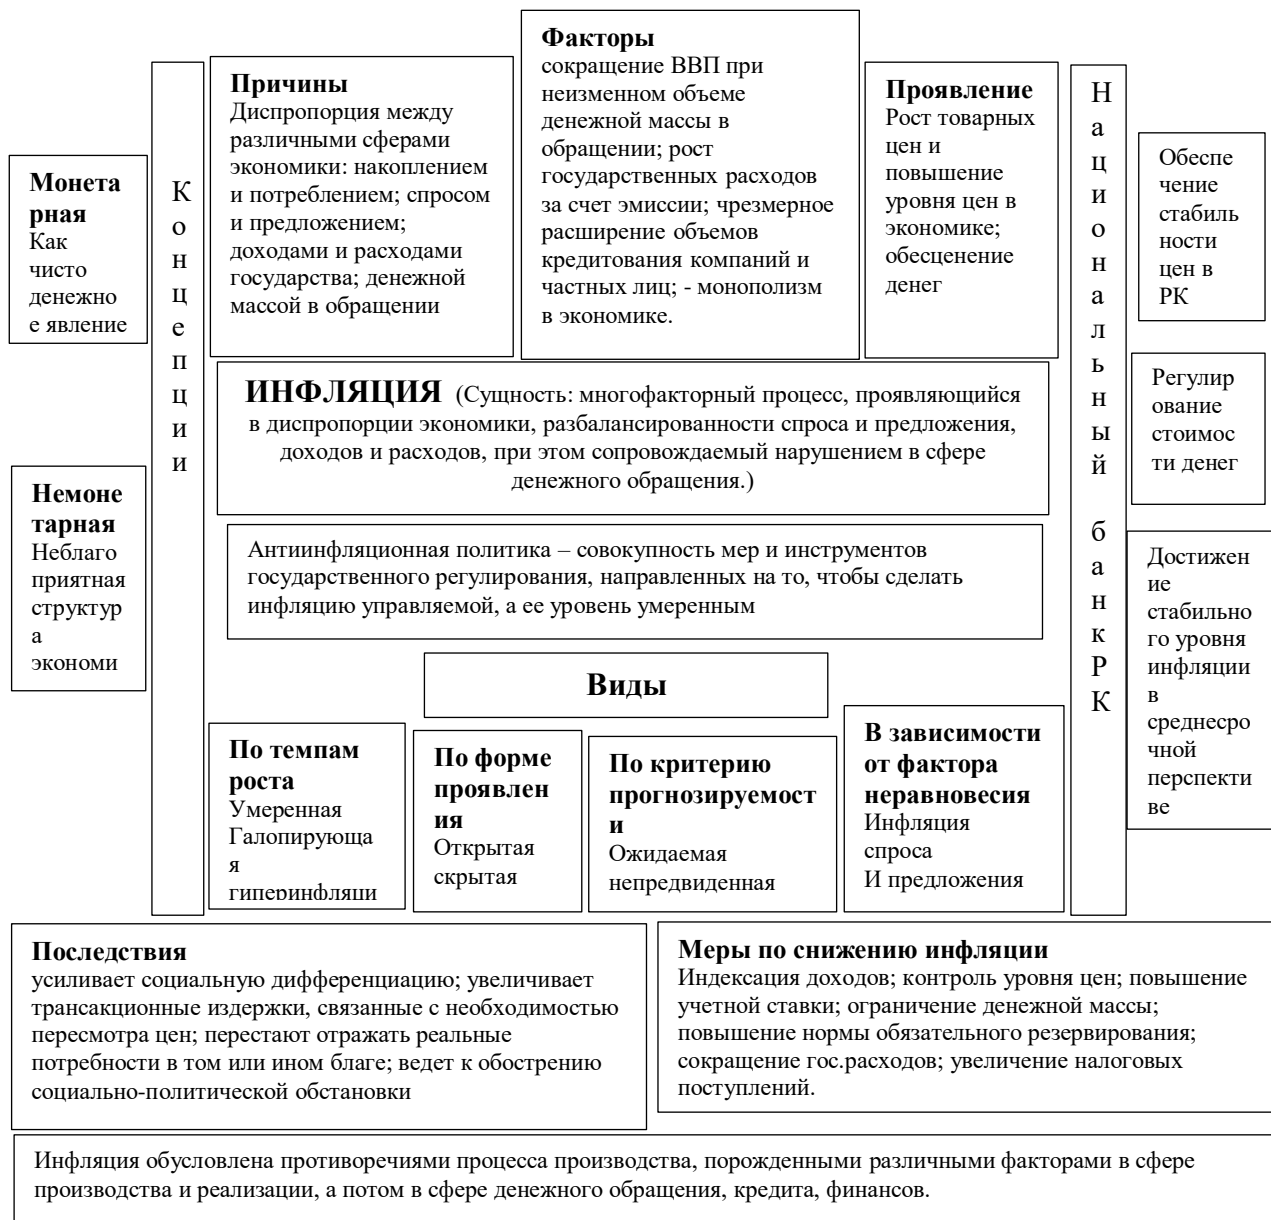 Факторы
сокращение ВВП при
неизменном объеме
денежной массы в
обращении; рост
государственных расходов
за счет эмиссии; чрезмерное
расширение объемов
кредитования компаний и
частных лиц; - монополизм
в экономике.
Причины
Диспропорция между
различными сферами
экономики: накоплением
и потреблением; спросом
и предложением;
доходами и расходами
государства; денежной
массой в обращении
Проявление
Рост товарных
цен и
повышение
уровня цен в
экономике;
обесценение
денег
Монета
рная
Как
чисто
денежно
е явление
Немоне
тарная
Неблаго
приятная
структур
а
экономи
К
о
н
ц
е
п
ц
и
и
Н
а
ц
и
о
н
а
л
ь
н
ы
й
б
а
н
к
Р
К
Обеспе
чение
стабиль
ности
цен в
РК
Регулир
ование
стоимос
ти денег
Достижен
ие
стабильно
го уровня
инфляции
в
среднесро
чной
перспекти
ве
ИНФЛЯЦИЯ (Сущность: многофакторный процесс, проявляющийся
в диспропорции экономики, разбалансированности спроса и предложения,
доходов и расходов, при этом сопровождаемый нарушением в сфере
денежного обращения.)
Антиинфляционная политика – совокупность мер и инструментов
государственного регулирования, направленных на то, чтобы сделать
инфляцию управляемой, а ее уровень умеренным
Виды
По темпам
роста
Умеренная
Галопирующа
я
гиперинфляци
По форме
проявлен
ия
Открытая
скрытая
По критерию
прогнозируемост
и
Ожидаемая
непредвиденная
В зависимости
от фактора
неравновесия
Инфляция
спроса
И предложения
Последствия
усиливает социальную дифференциацию; увеличивает
трансакционные издержки, связанные с необходимостью
пересмотра цен; перестают отражать реальные
потребности в том или ином благе; ведет к обострению
социально-политической обстановки
Меры по снижению инфляции
Индексация доходов; контроль уровня цен; повышение
учетной ставки; ограничение денежной массы;
повышение нормы обязательного резервирования;
сокращение гос.расходов; увеличение налоговых
поступлений.
Инфляция обусловлена противоречиями процесса производства, порожденными различными факторами в сфере
производства и реализации, а потом в сфере денежного обращения, кредита, финансов.